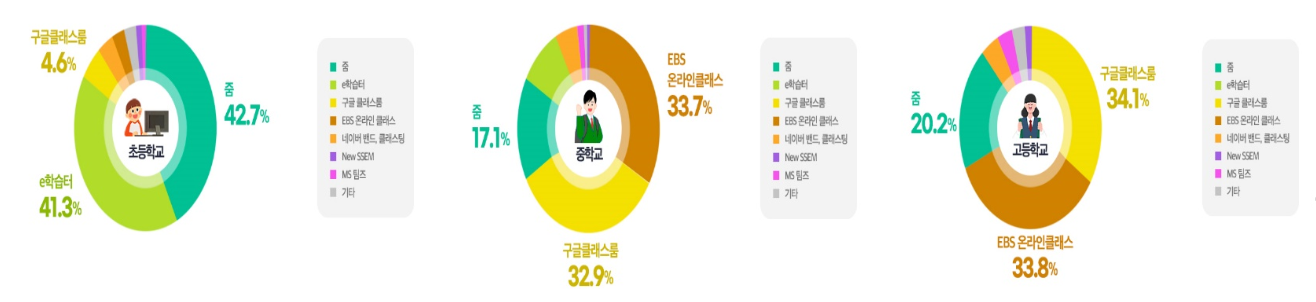 구글클래스룸
4.6%
줌
42.7%
e학습터
41.3%
초등학교
줌
e학습터
구글 클래스룸
EBS 온라인 클래스
네이버 밴드, 클래스팅
New SSEM
MS 팀즈
기타
EBS
온라인클래스
33.7%
줌
17.1%
구글클래스룸
32.9%
중학교
줌
e학습터
구글 클래스룸
EBS 온라인 클래스
네이버 밴드, 클래스팅
New SSEM
MS 팀즈
기타
구글클래스룸
34.1%
줌
20.2%
EBS 온라인클래스
33.8%
고등학교
줌
e학습터
구글 클래스룸
EBS 온라인 클래스
네이버 밴드, 클래스팅
New SSEM
MS 팀즈
기타